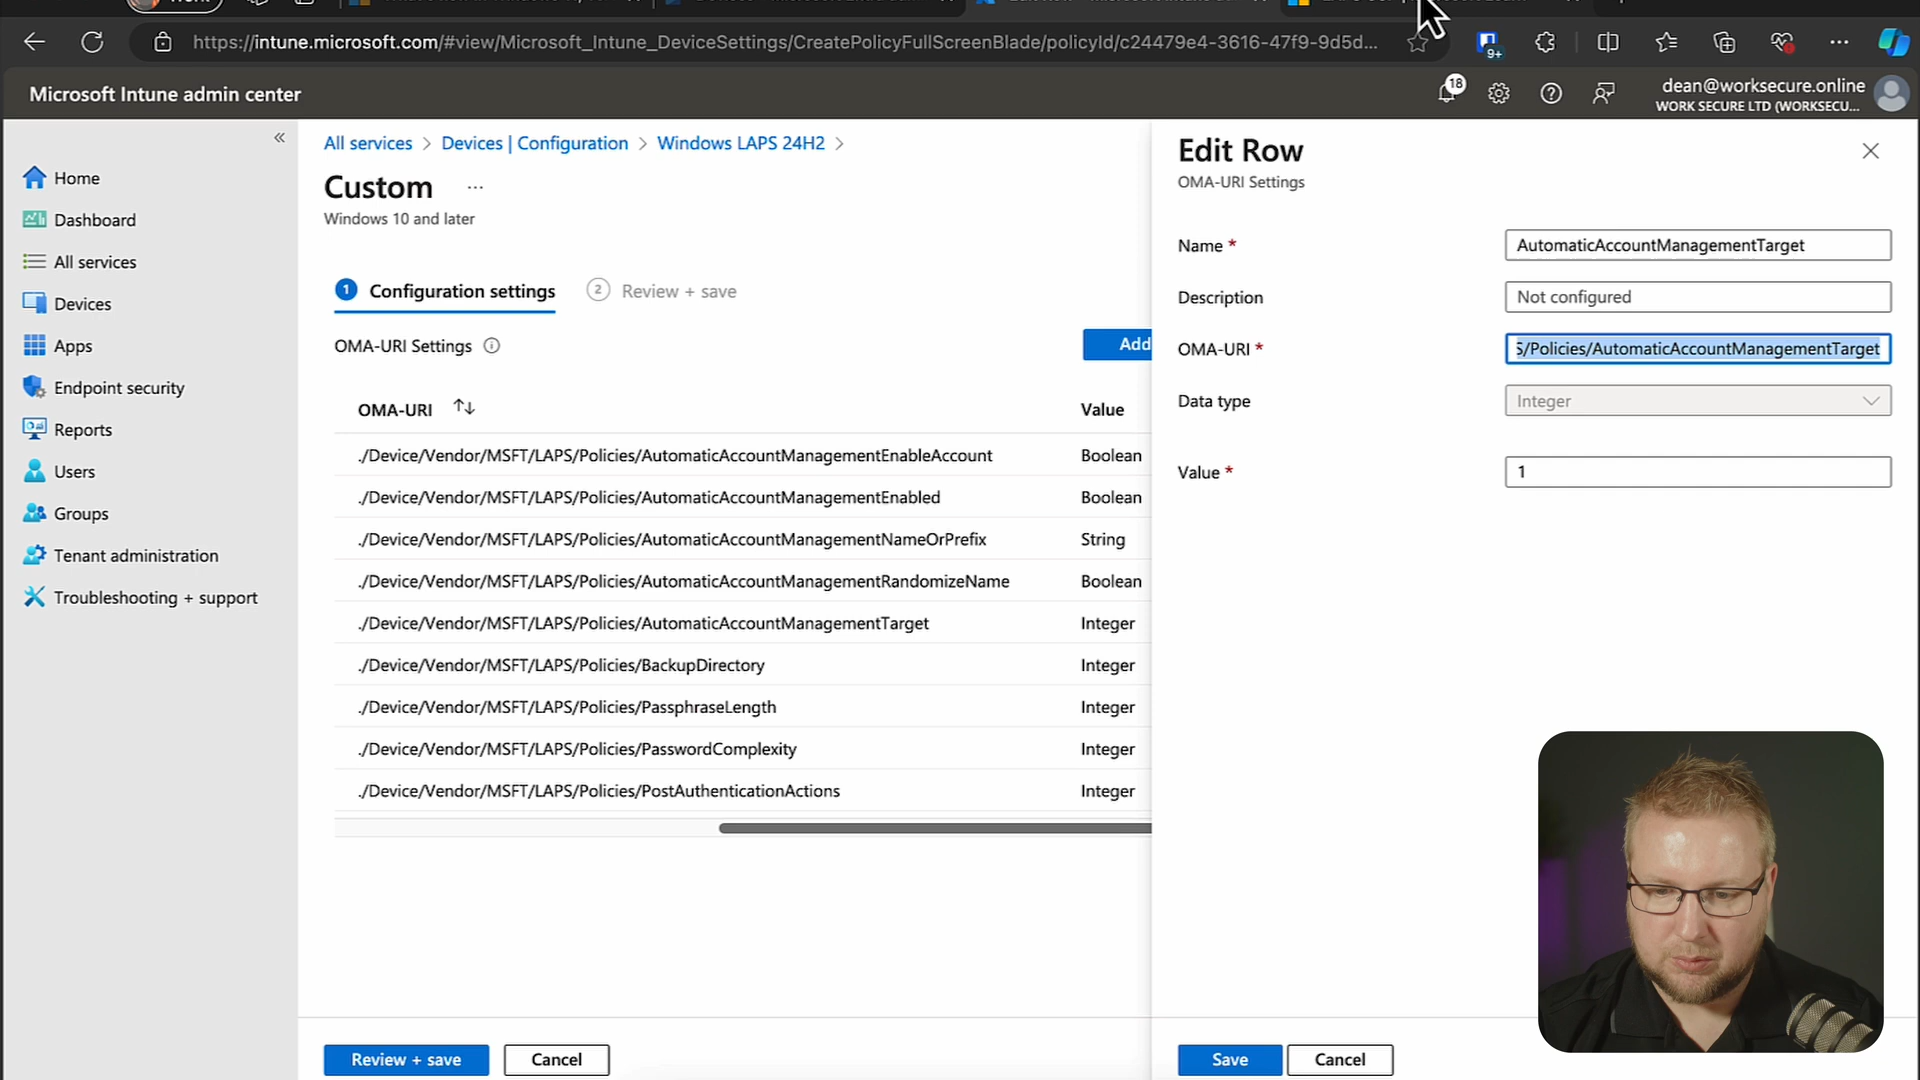 https://intune.microsoft.com/#view/Microsoft_Intune_DeviceSettings/CreatePolicyFullScreenBlade/policyId/c24479e4-3616-47f9-9d5d...
9+
Microsoft Intune admin center
18
dean@worksecure.online
WORK SECURE LTD (WORKSECU...
Home
Dashboard
All services
Devices
Apps
Endpoint security
Reports
Users
Groups
Tenant administration
Troubleshooting + support
All services > Devices | Configuration > Windows LAPS 24H2 >
Custom ...
Windows 10 and later
1 Configuration settings
2 Review + save
OMA-URI Settings
Add
OMA-URI Value
./Device/Vendor/MSFT/LAPS/Policies/AutomaticAccountManagementEnableAccount Boolean
./Device/Vendor/MSFT/LAPS/Policies/AutomaticAccountManagementEnabled Boolean
./Device/Vendor/MSFT/LAPS/Policies/AutomaticAccountManagementNameOrPrefix String
./Device/Vendor/MSFT/LAPS/Policies/AutomaticAccountManagementRandomizeName Boolean
./Device/Vendor/MSFT/LAPS/Policies/AutomaticAccountManagementTarget Integer
./Device/Vendor/MSFT/LAPS/Policies/BackupDirectory Integer
./Device/Vendor/MSFT/LAPS/Policies/PassphraseLength Integer
./Device/Vendor/MSFT/LAPS/Policies/PasswordComplexity Integer
./Device/Vendor/MSFT/LAPS/Policies/PostAuthenticationActions Integer
Review + save
Cancel
Edit Row
OMA-URI Settings
Name * AutomaticAccountManagementTarget
Description Not configured
OMA-URI * S/Policies/AutomaticAccountManagementTarget
Data type Integer
Value * 1
Save
Cancel